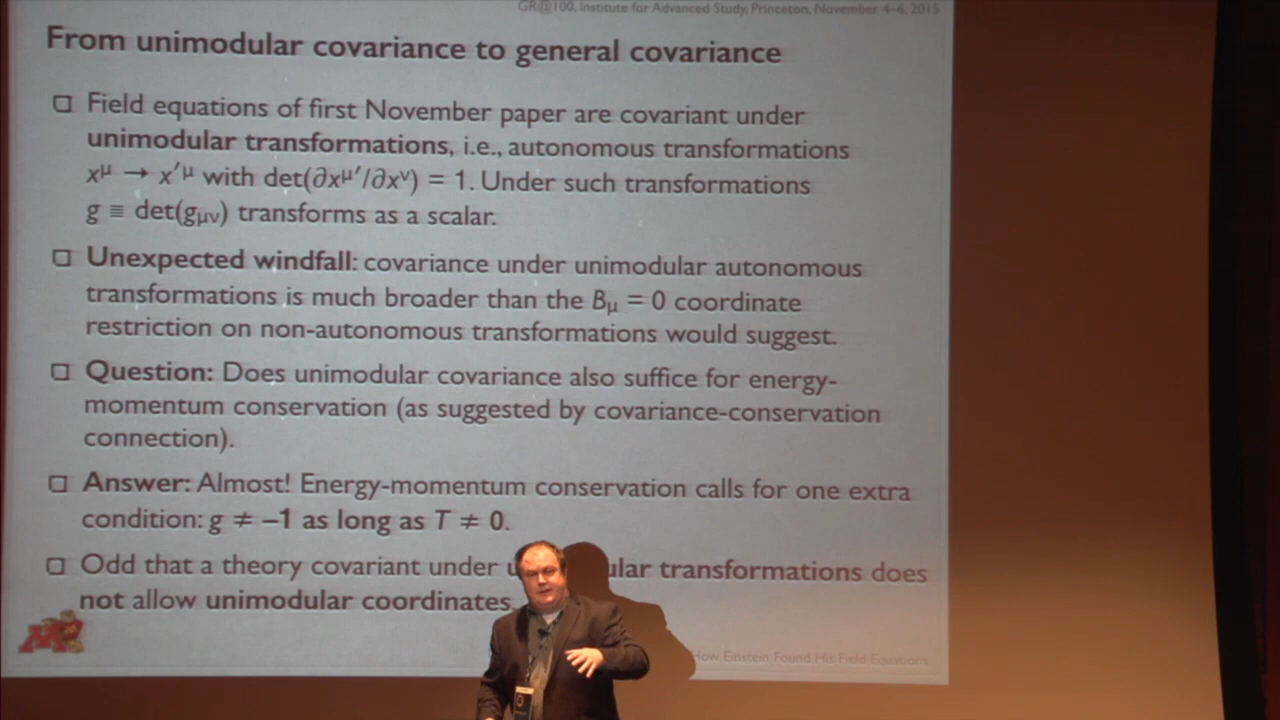 GR@100, Institute for Advanced Study, Princeton, November 4-6, 2015
From unimodular covariance to general covariance
❑ Field equations of first November paper are covariant under
unimodular transformations, i.e., autonomous transformations
xᵘ → x′ᵘ with det(∂xᵘ′/∂xᵛ) = 1. Under such transformations
g ≡ det(gμν) transforms as a scalar.
❑ Unexpected windfall: covariance under unimodular autonomous
transformations is much broader than the Bμ = 0 coordinate
restriction on non-autonomous transformations would suggest.
❑ Question: Does unimodular covariance also suffice for energy-
momentum conservation (as suggested by covariance-conservation
connection).
❑ Answer: Almost! Energy-momentum conservation calls for one extra
condition: g ≠ –1 as long as T ≠ 0.
❑ Odd that a theory covariant under transformations does
not allow unimodular coordinates.
M
How Einstein Found His Field Equations